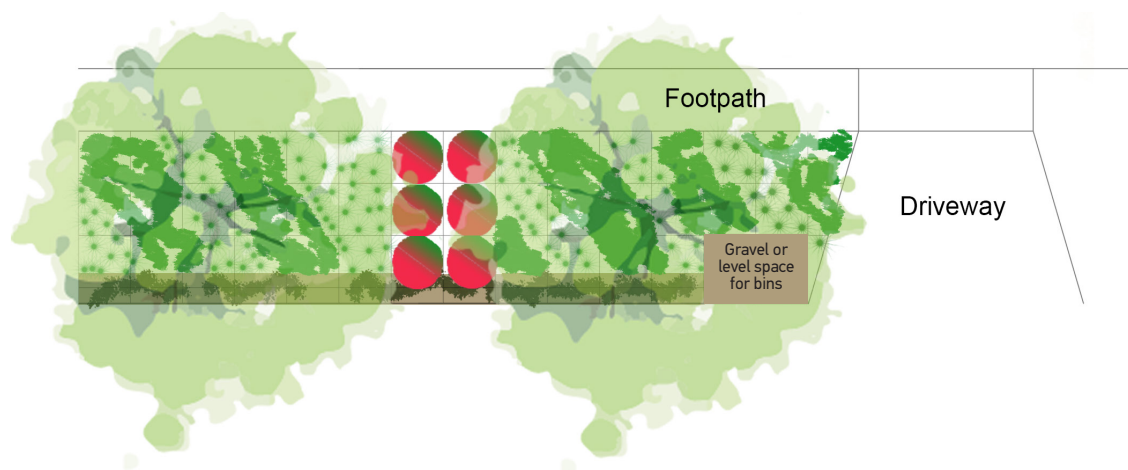 Footpath
Driveway
Gravel or
level space
for bins